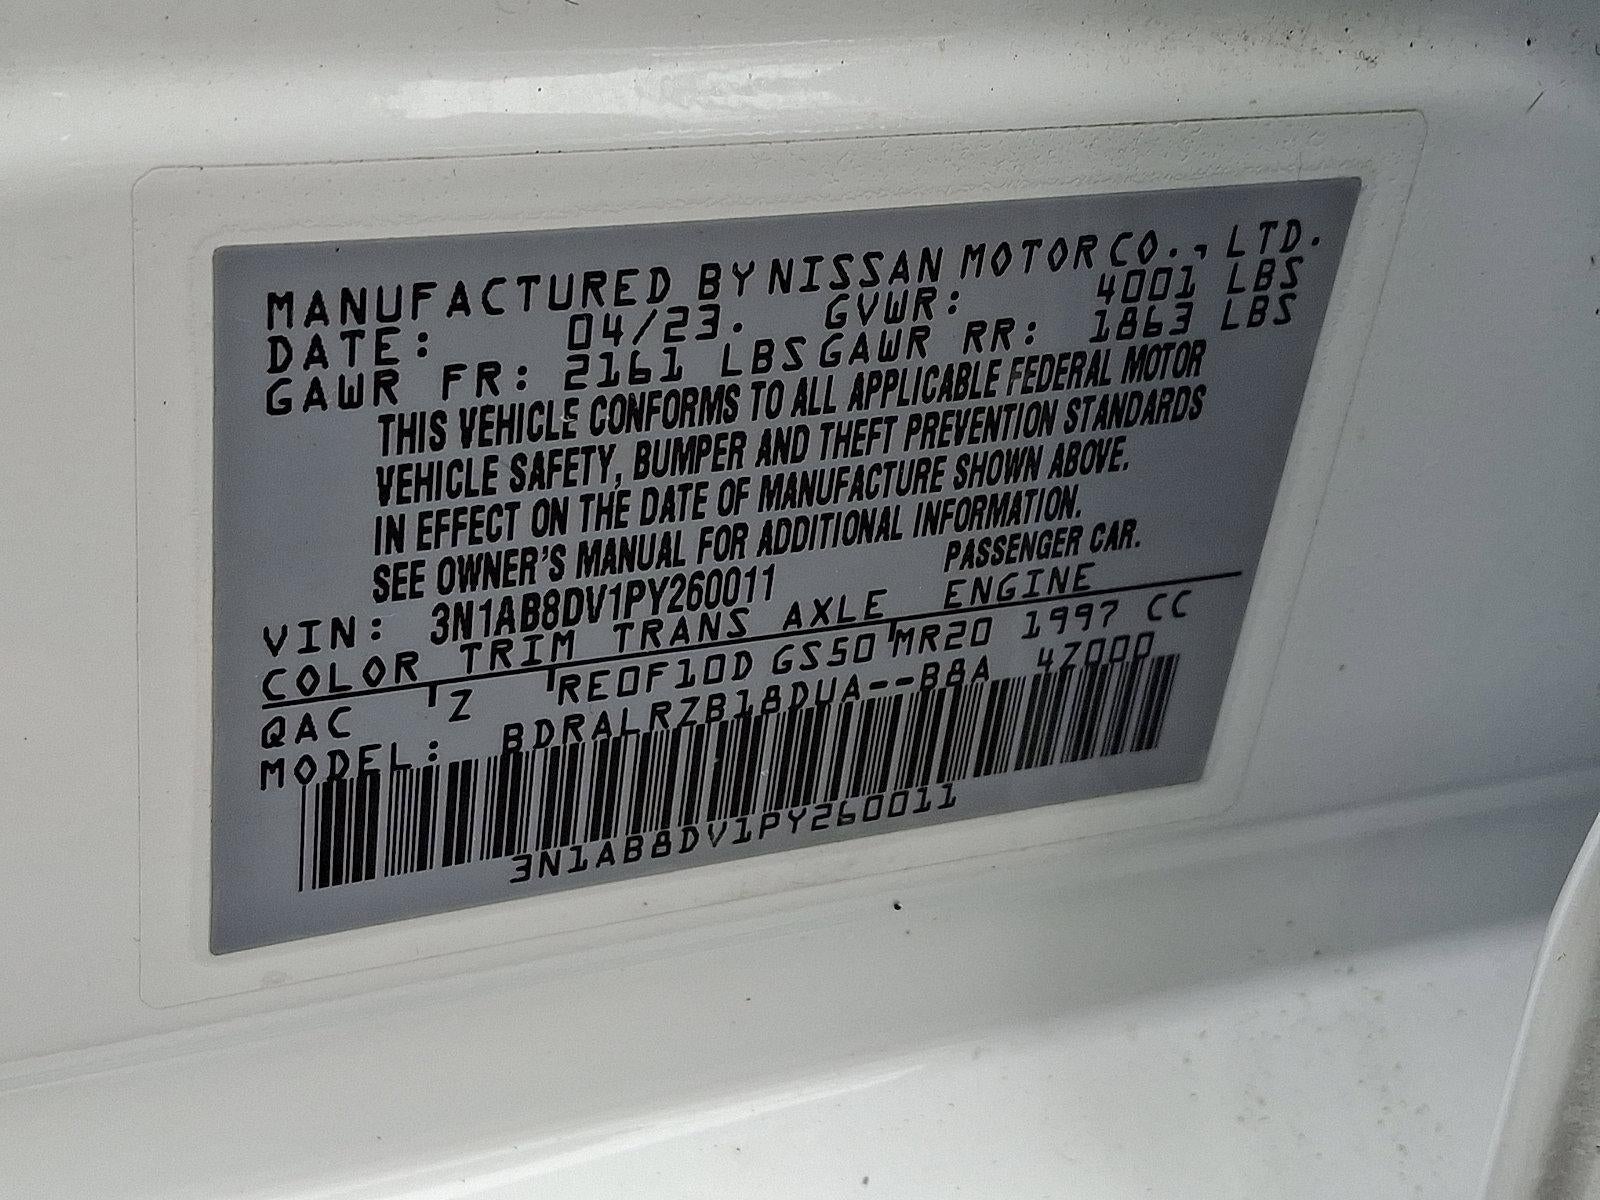 MANUFACTURED BY NISSAN MOTOR CO., LTD.
DATE: 04/23. GVWR: 4001 LBS
GAWR FR: 2161 LBS GAWR RR: 1863 LBS
THIS VEHICLE CONFORMS TO ALL APPLICABLE FEDERAL MOTOR
VEHICLE SAFETY, BUMPER AND THEFT PREVENTION STANDARDS
IN EFFECT ON THE DATE OF MANUFACTURE SHOWN ABOVE.
SEE OWNER'S MANUAL FOR ADDITIONAL INFORMATION.
VIN: 3N1AB8DV1PY260011 PASSENGER CAR.
COLOR TRIM TRANS AXLE ENGINE
QAC Z RE0F10D GS50 MR20 1997 CC
MODEL: BDRALRZB18DUA--B8A 4Z000
3N1AB8DV1PY260011